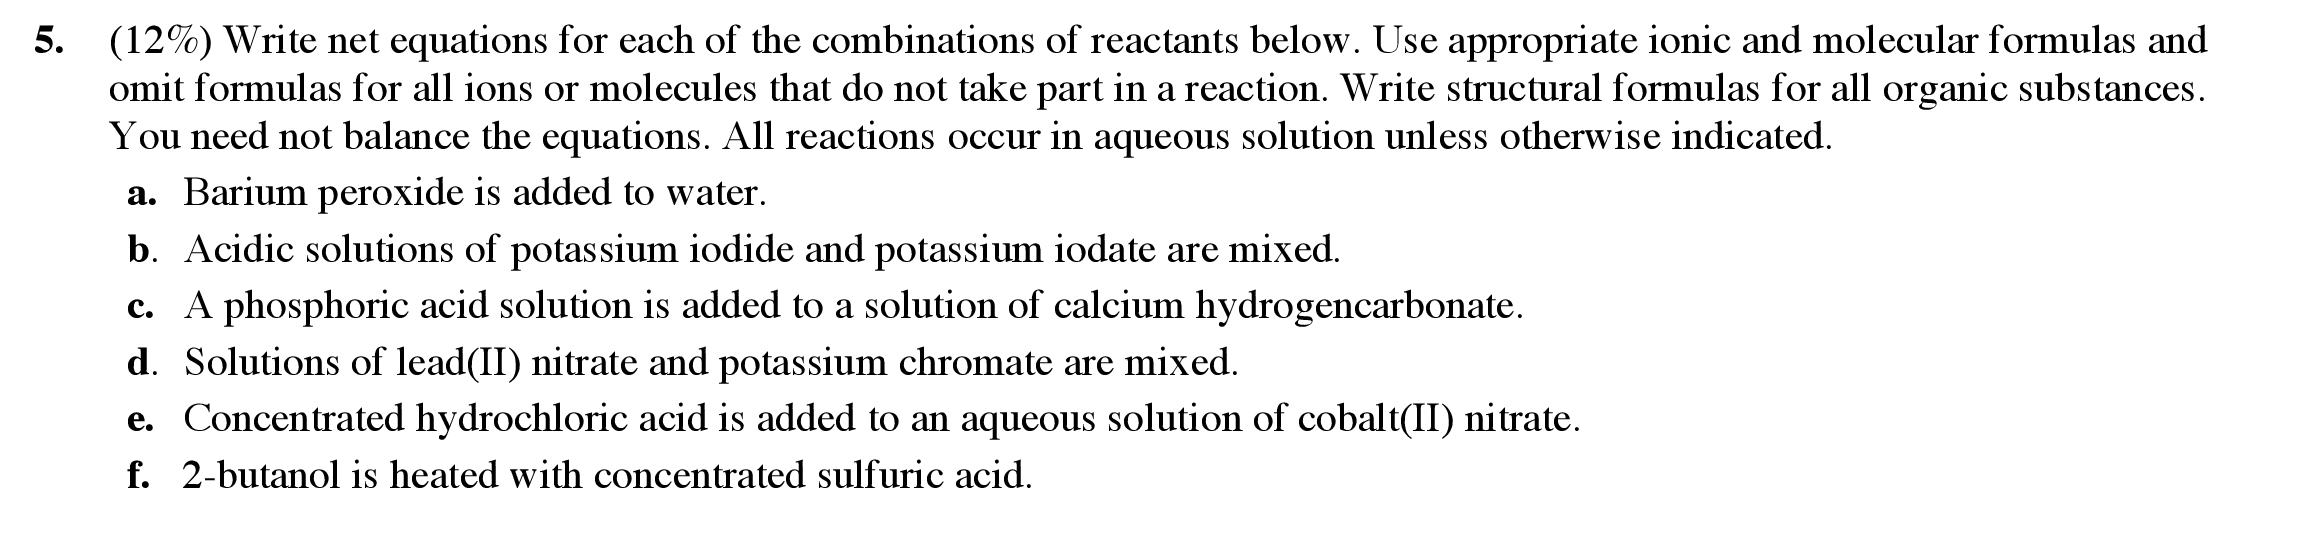 5. (12%) Write net equations for each of the combinations of reactants below. Use appropriate ionic and molecular formulas and
omit formulas for all ions or molecules that do not take part in a reaction. Write structural formulas for all organic substances.
You need not balance the equations. All reactions occur in aqueous solution unless otherwise indicated.
a. Barium peroxide is added to water.
b. Acidic solutions of potassium iodide and potassium iodate are mixed.
c. A phosphoric acid solution is added to a solution of calcium hydrogencarbonate.
d. Solutions of lead(II) nitrate and potassium chromate are mixed.
e. Concentrated hydrochloric acid is added to an aqueous solution of cobalt(II) nitrate.
f. 2-butanol is heated with concentrated sulfuric acid.